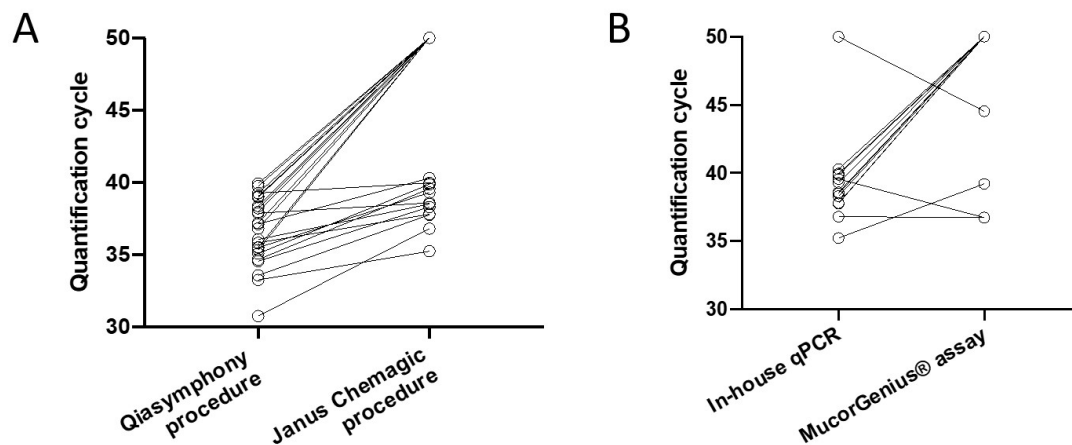 A
Quantification cycle
50
45
40
35
30
Qiasymphony
procedure
Janus Chemagic
procedure
B
Quantification cycle
50
45
40
35
30
In-house qPCR
MucorGenius® assay